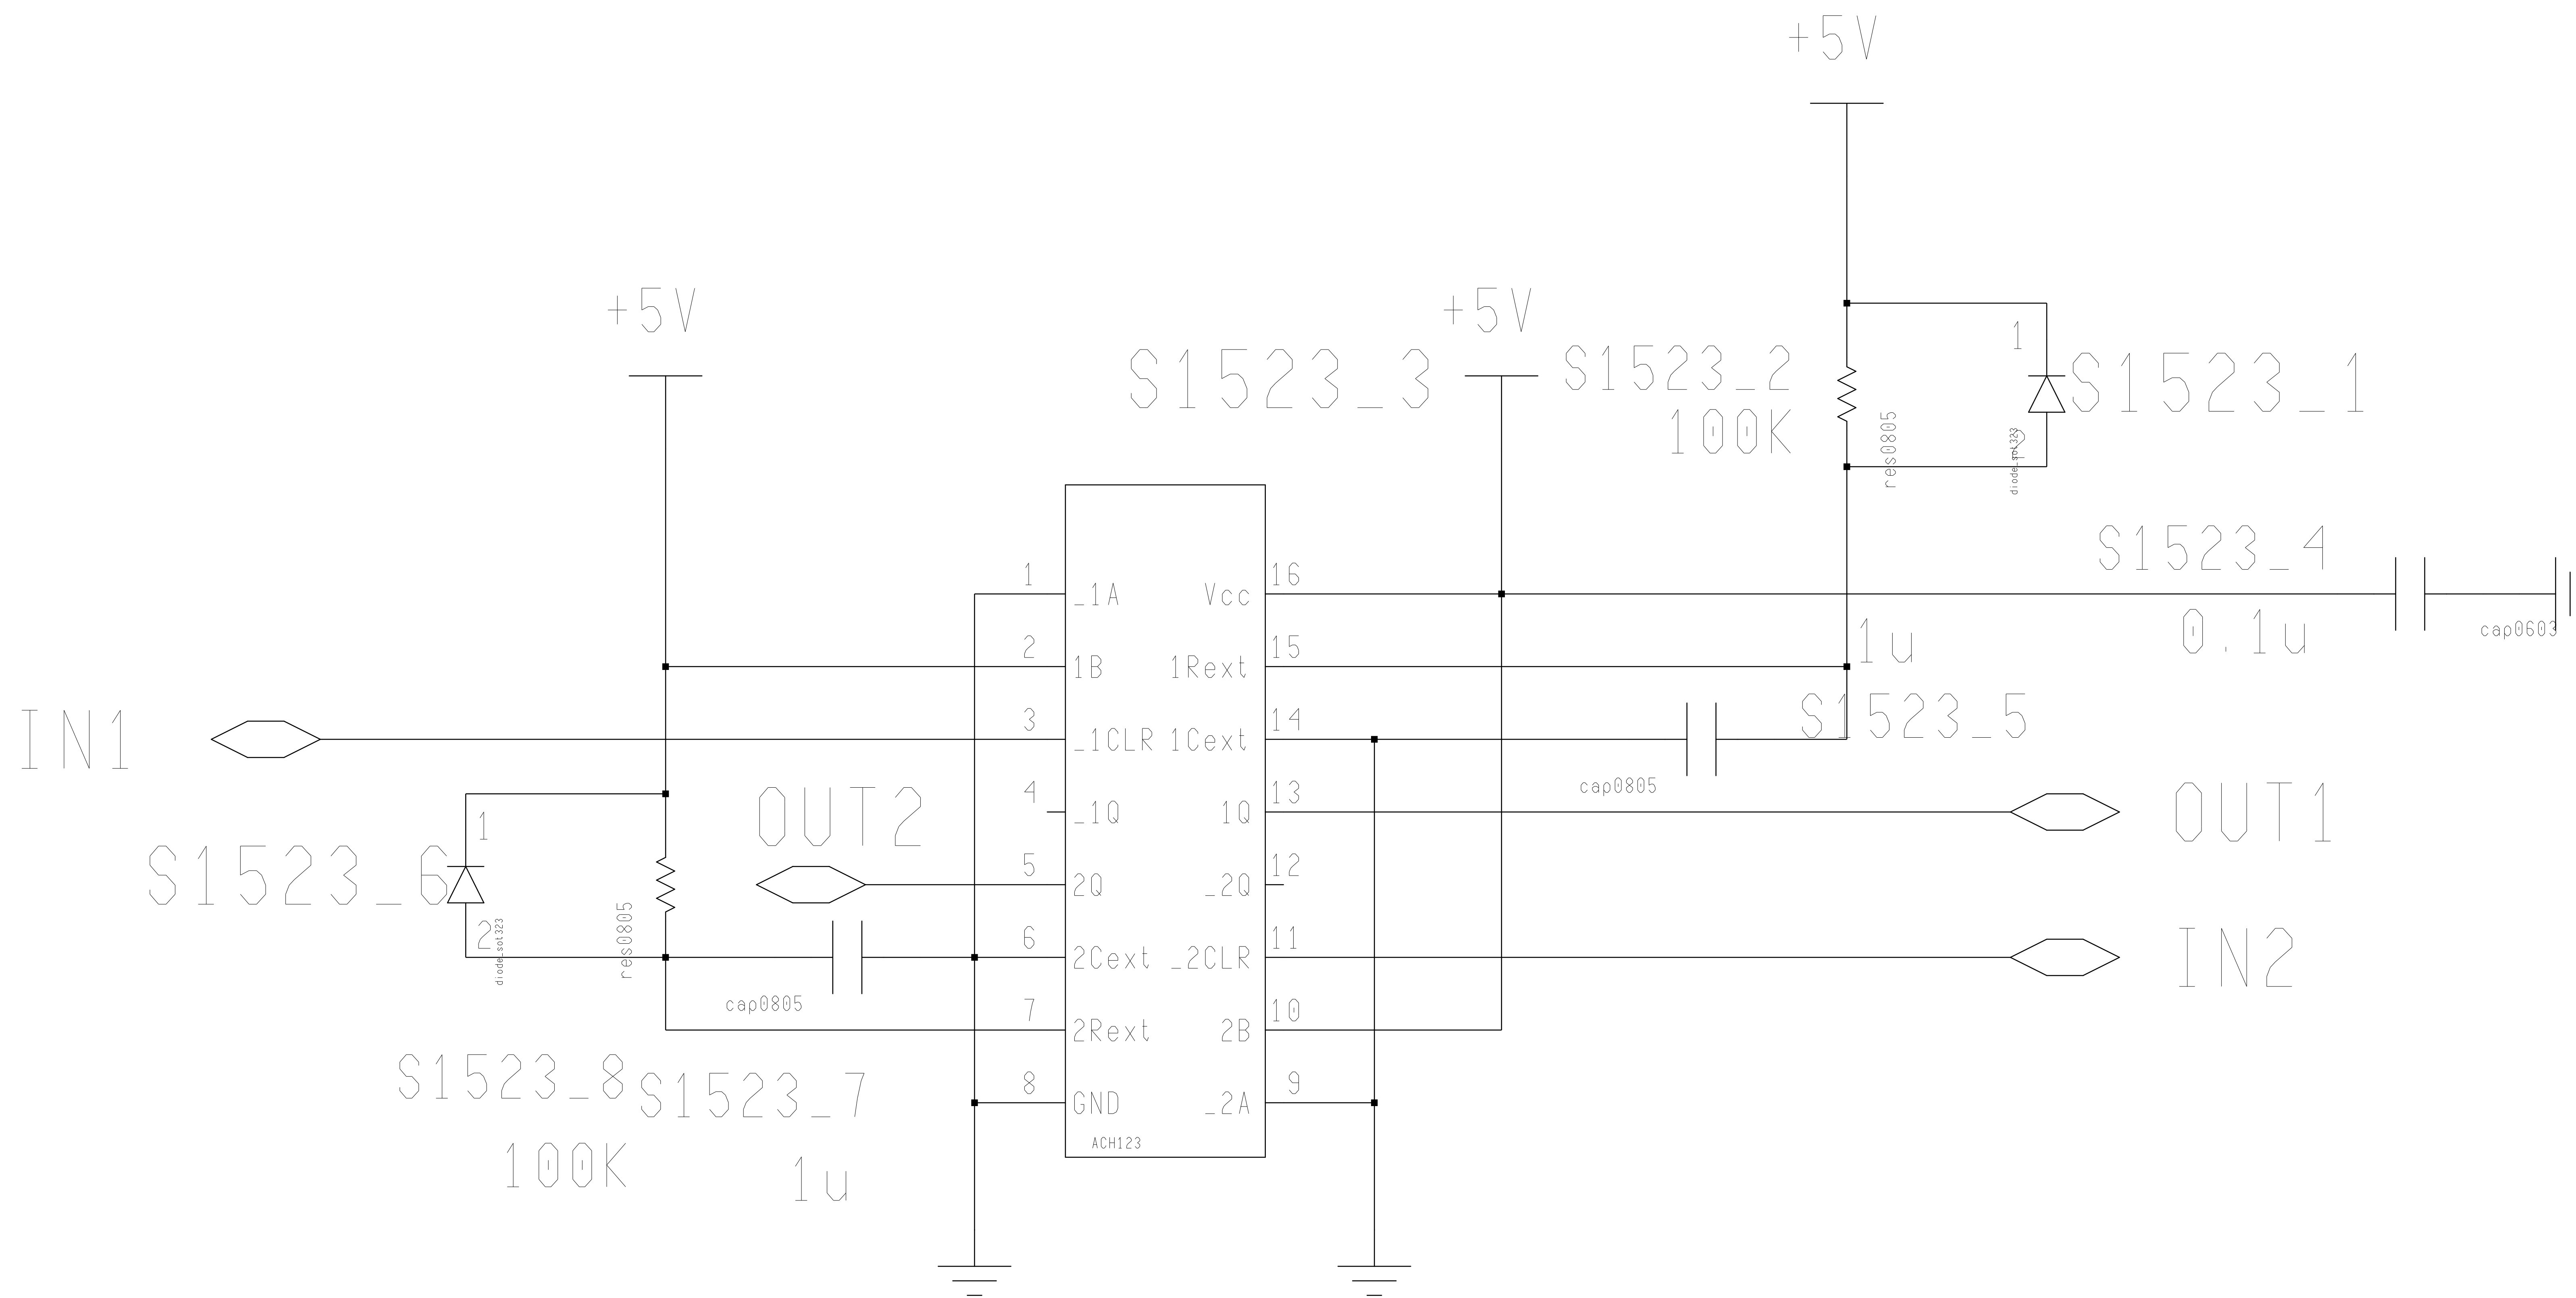 +5V
+5V
+5V
S1523_3
S1523_2
100K
res0805
1
2
diode_sot323
S1523_1
S1523_4
0.1u
cap0603
1 _1A
Vcc 16
2 1B
1Rext 15
3 _1CLR
1Cext 14
4 _1Q
1Q 13
5 2Q
_2Q 12
6 2Cext
_2CLR 11
7 2Rext
2B 10
8 GND
_2A 9
ACH123
1u
S1523_5
cap0805
IN1
OUT2
OUT1
IN2
1
S1523_6
2
diode_sot323
res0805
cap0805
S1523_8
100K
S1523_7
1u